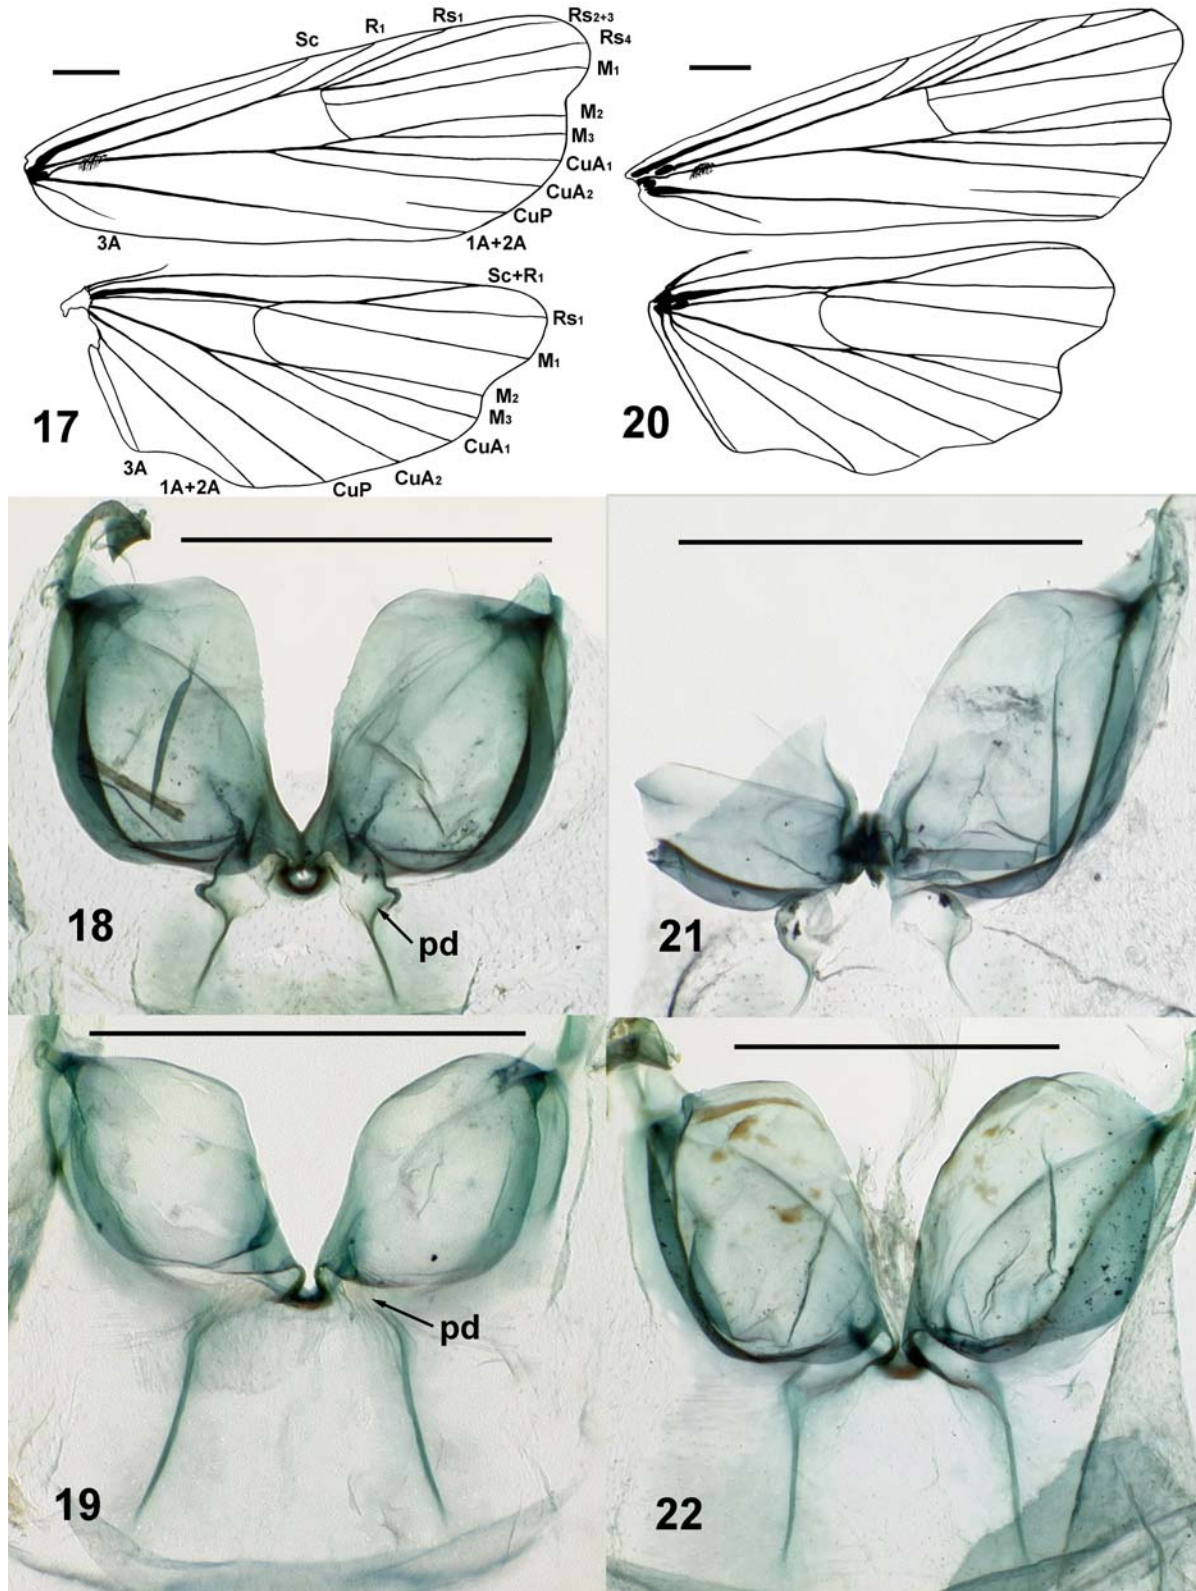 Sc
R1
Rs1
Rs2+3
Rs4
M1
M2
M3
CuA1
CuA2
CuP
1A+2A
3A
Sc+R1
Rs1
M1
M2
M3
CuA1
CuA2
CuP
1A+2A
3A
17
20
18
pd
21
19
pd
22